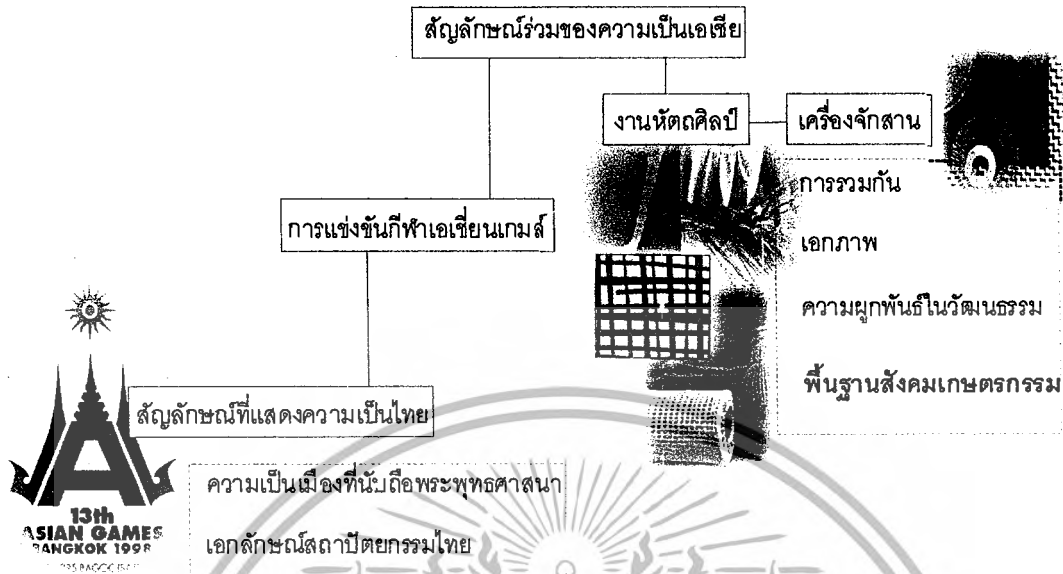 สัญลักษณ์ร่วมของความเป็นเอเชีย
งานหัตถศิลป์
เครื่องจักสาน
การรวมกัน
การแข่งขันกีฬาเอเชี่ยนเกมส์
เอกภาพ
ความผูกพันธ์ในวัฒนธรรม
พื้นฐานสังคมเกษตรกรรม
สัญลักษณ์ที่แสดงความเป็นไทย
ความเป็นเมืองที่นับถือพระพุทธศาสนา
13th
ASIAN GAMES
BANGKOK 1998
เอกลักษณ์สถาปัตยกรรมไทย